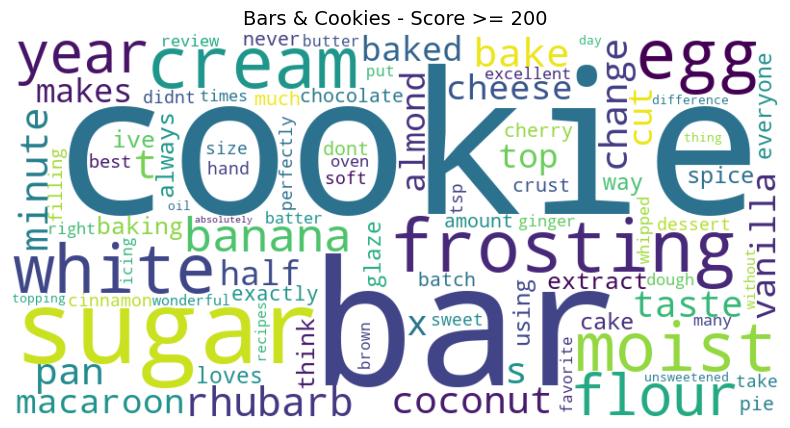 Bars & Cookies - Score >= 200
year
review
never
butter
baked
bake
day
egg
cream
put
excellent
makes
didnt
times
much
chocolate
cheese
change
cut
difference
everyone
cookie
minute
filling
ive
t
best
always
size
hand
perfectly
dont
oven
soft
almond
tsp
cherry
top
crust
thing
way
spice
oil
absolutely
batter
right
baking
banana
icing
glaze
amount
ginger
whipped
dessert
vanilla
white
half
frosting
bar
batch
extract
dough
without
topping
cinnamon
wonderful
exactly
recipes
sugar
think
brown
x
sweet
using
cake
taste
many
moist
pan
loves
s
favorite
unsweetened
take
macaroon
rhubarb
coconut
flour
pie